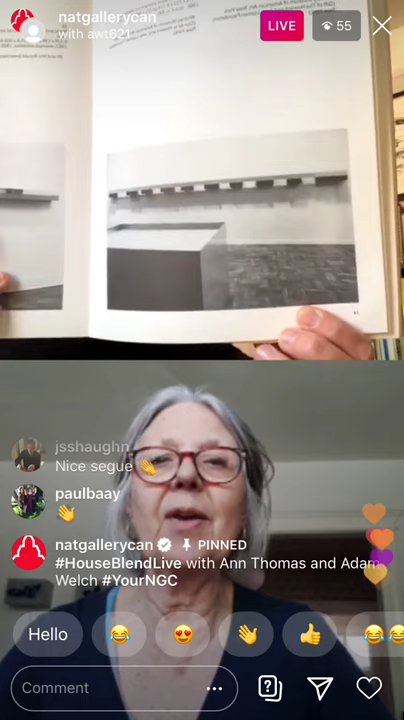 natgallerycan
with awt621
LIVE
55
jsshaughn
Nice segue 👏
paulbaay
👋
natgallerycan PINNED
#HouseBlendLive with Ann Thomas and Adam
Welch #YourNGC
Hello 😂 😍 👋 👍 😂😂
Comment